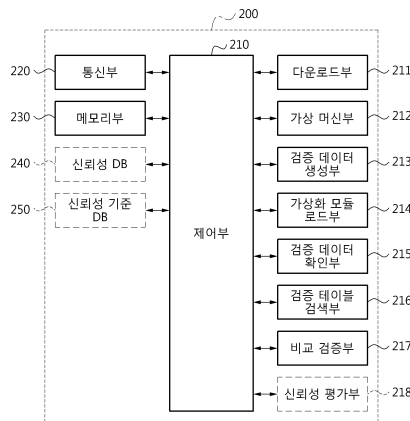 200
210
220
통신부
230
메모리부
240
신뢰성 DB
250
신뢰성 기준
DB
제어부
다운로드부
211
가상 머신부
212
검증 데이터
생성부
213
가상화 모듈
로드부
214
검증 데이터
확인부
215
검증 테이블
검색부
216
비교 검증부
217
신뢰성 평가부
218